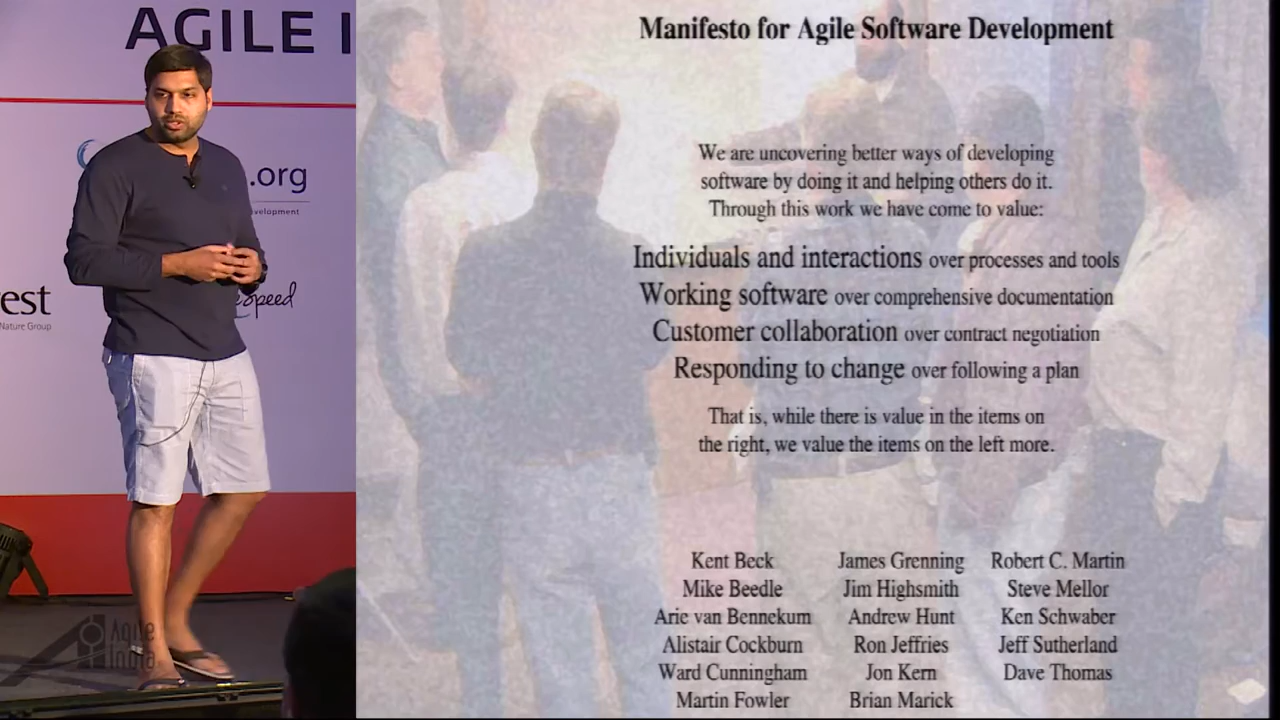 AGILE I
.org
velopment
rest
Nature Group
speed
Agile
India
Manifesto for Agile Software Development
We are uncovering better ways of developing
software by doing it and helping others do it.
Through this work we have come to value:
Individuals and interactions over processes and tools
Working software over comprehensive documentation
Customer collaboration over contract negotiation
Responding to change over following a plan
That is, while there is value in the items on
the right, we value the items on the left more.
Kent Beck James Grenning Robert C. Martin
Mike Beedle Jim Highsmith Steve Mellor
Arie van Bennekum Andrew Hunt Ken Schwaber
Alistair Cockburn Ron Jeffries Jeff Sutherland
Ward Cunningham Jon Kern Dave Thomas
Martin Fowler Brian Marick